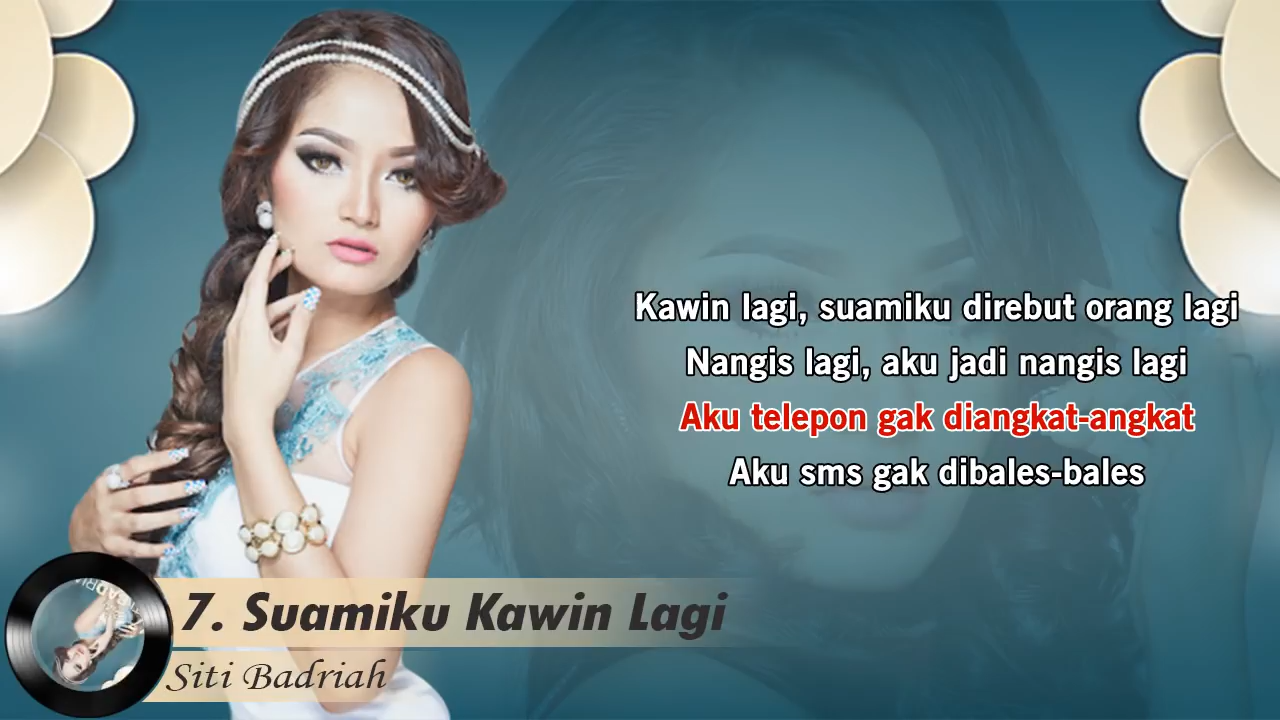 Kawin lagi, suamiku direbut orang lagi
Nangis lagi, aku jadi nangis lagi
Aku telepon gak diangkat-angkat
Aku sms gak dibales-bales
7. Suamiku Kawin Lagi
Siti Badriah